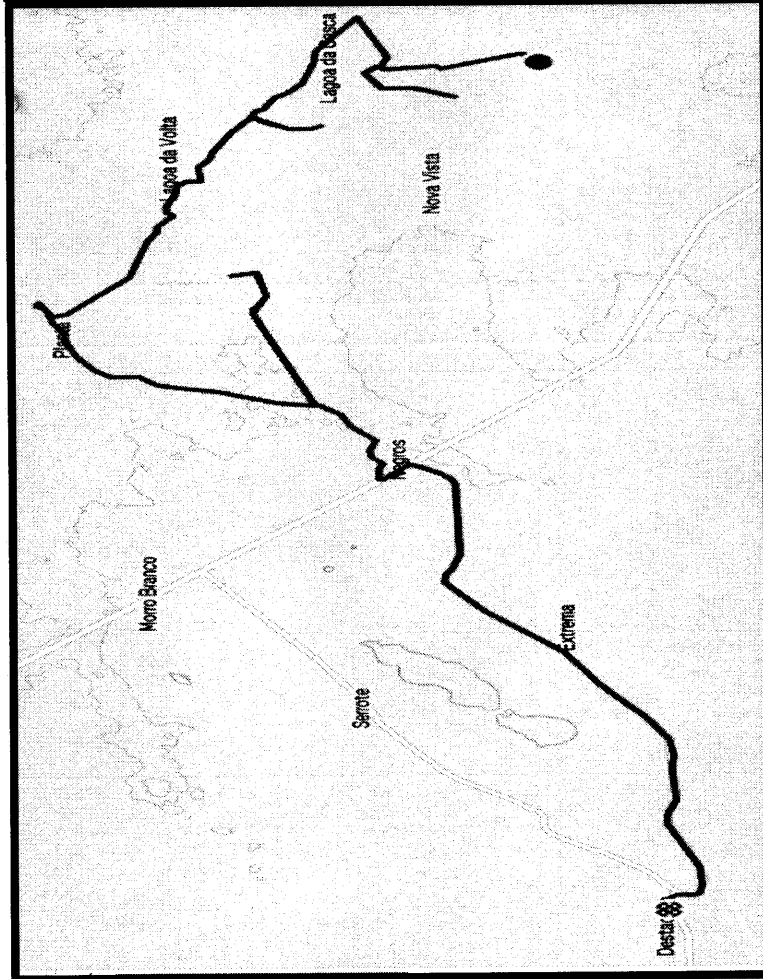 Lagoa da Volta
Nova Vista
Negros
Morro Branco
Extrema
Serrote